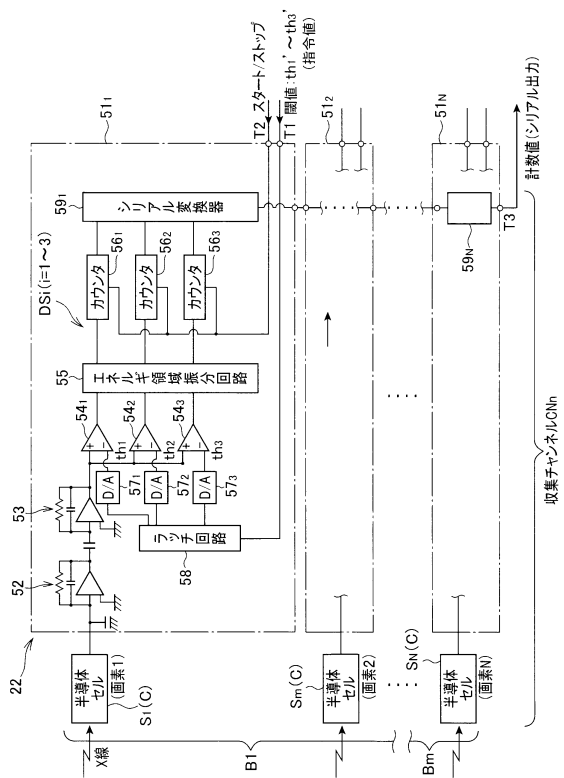 22
52
53
51₁
DSi(i=1~3)
54₁
54₂
54₃
55
エネルギ領域振分回路
カウンタ
56₁
カウンタ
56₂
カウンタ
56₃
59₁
シリアル変換器
th₁
th₂
th₃
D/A
57₁
D/A
57₂
D/A
57₃
ラッチ回路
58
T2
スタート/ストップ
T1
閾値:th₁'~th₃'
(指令値)
X線
半導体セル
(画素1)
S₁(C)
B1
Sm(C)
半導体セル
(画素2)
51₂
Bm
SN(C)
半導体セル
(画素N)
51N
59N
T3
計数値(シリアル出力)
収集チャンネルCNn